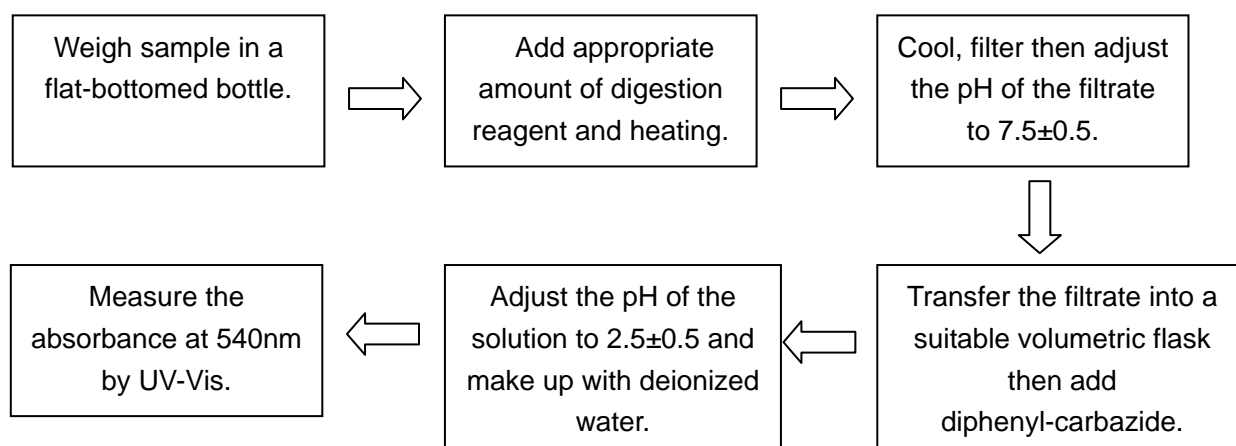 Weigh sample in a
flat-bottomed bottle.
Add appropriate
amount of digestion
reagent and heating.
Cool, filter then adjust
the pH of the filtrate
to 7.5±0.5.
Transfer the filtrate into a
suitable volumetric flask
then add
diphenyl-carbazide.
Adjust the pH of the
solution to 2.5±0.5 and
make up with deionized
water.
Measure the
absorbance at 540nm
by UV-Vis.